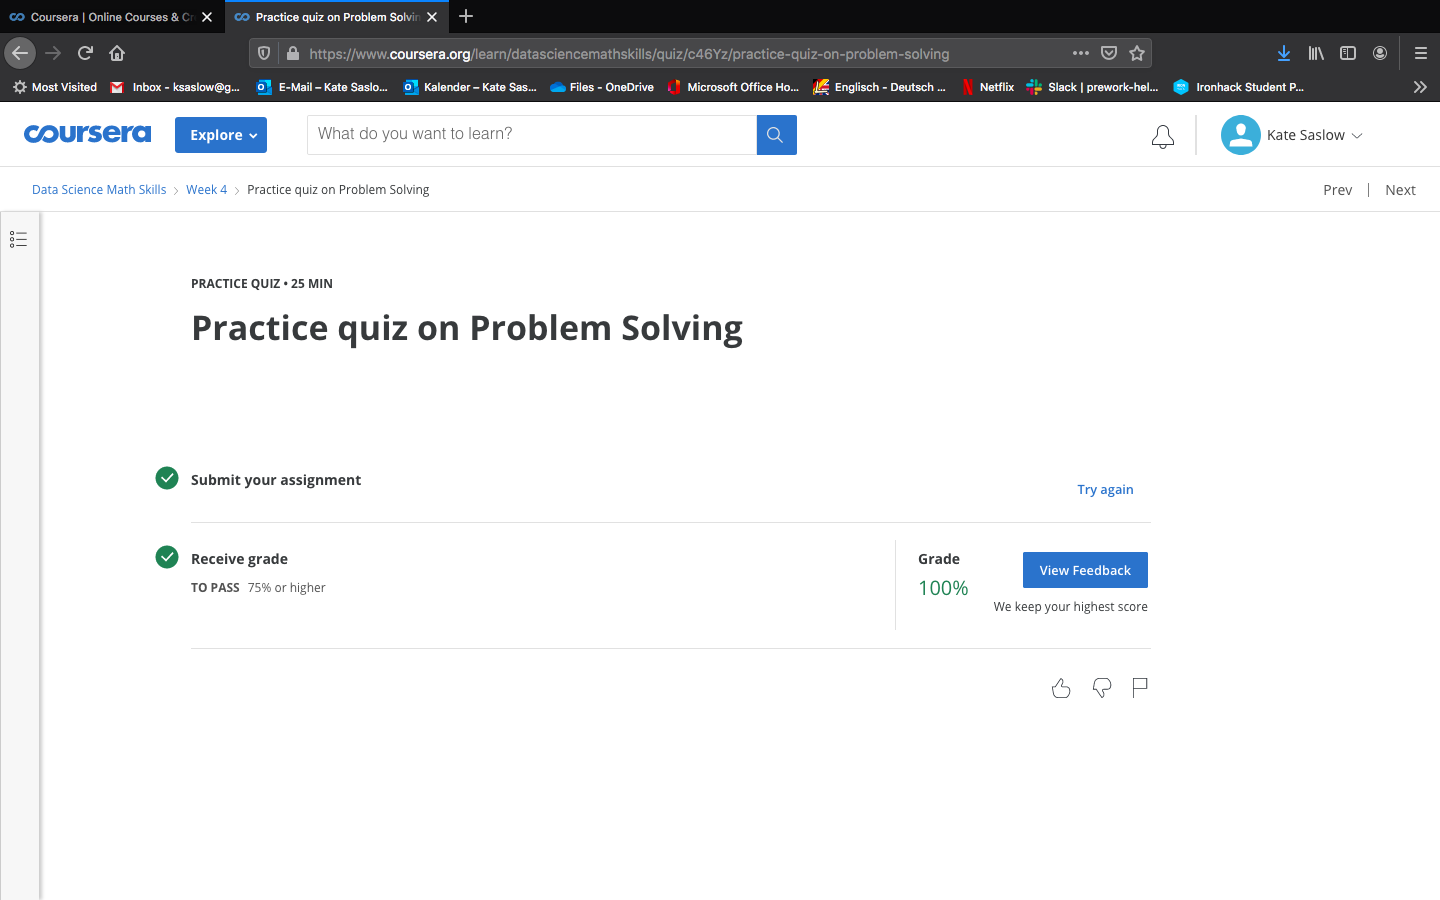 Coursera | Online Courses & Cr
Practice quiz on Problem Solvin
https://www.coursera.org/learn/datasciencemathskills/quiz/c46Yz/practice-quiz-on-problem-solving
Most Visited
Inbox - ksaslow@g...
E-Mail – Kate Saslo...
Kalender – Kate Sas...
Files - OneDrive
Microsoft Office Ho...
Englisch - Deutsch ...
Netflix
Slack | prework-hel...
Ironhack Student P...
coursera
Explore
What do you want to learn?
Kate Saslow
Data Science Math Skills
Week 4
Practice quiz on Problem Solving
Prev
Next
PRACTICE QUIZ • 25 MIN
Practice quiz on Problem Solving
Submit your assignment
Try again
Receive grade
TO PASS 75% or higher
Grade
100%
View Feedback
We keep your highest score